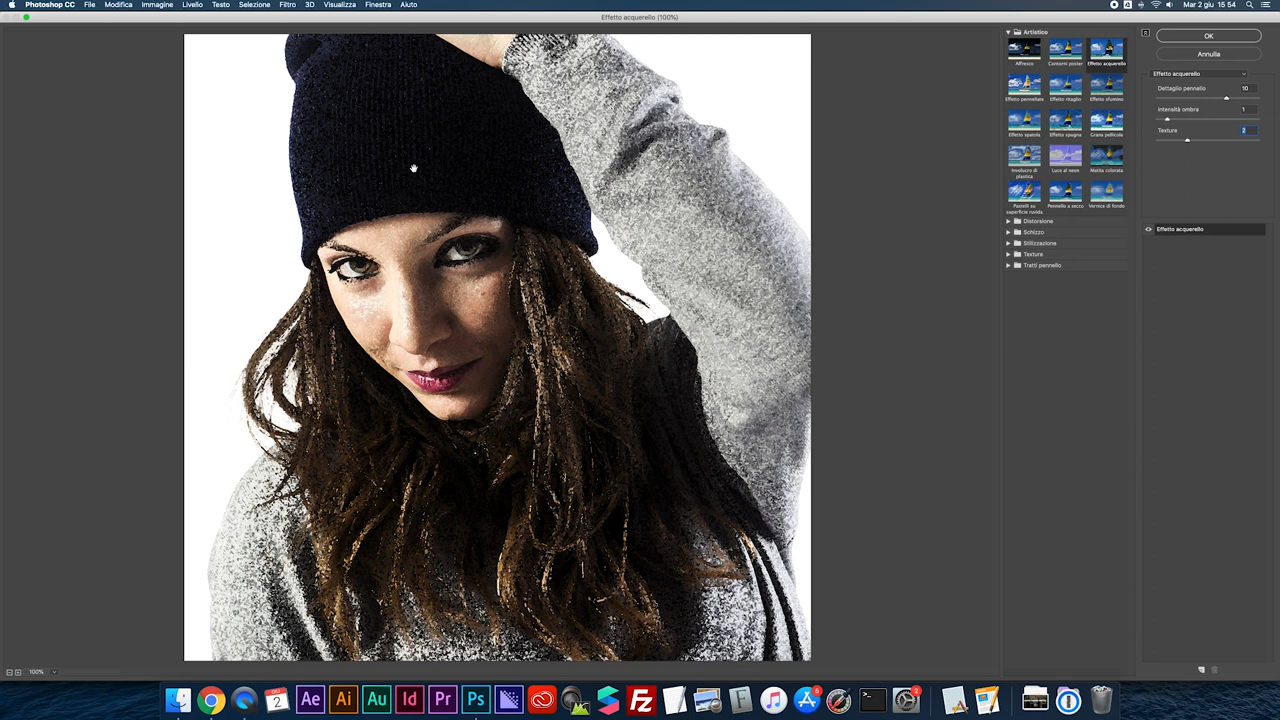 Photoshop CC File Modifica Immagine Livello Testo Selezione Filtro 3D Visualizza Finestra Aiuto Mar 2 giu 15 54
Effetto acquerello (100%)
Artistico
Affresco Contorni poster Effetto acquerello
Effetto pennellate Effetto ritaglio Effetto sfumino
Effetto spatola Effetto spugna Grana pellicola
Involucro di plastica Luce al neon Matita colorata
Pastelli su superficie ruvida Pennello a secco Vernice di fondo
Distorsione
Schizzo
Stilizzazione
Texture
Tratti pennello
OK
Annulla
Effetto acquerello
Dettaglio pennello 10
Intensità ombra 1
Texture 2
Effetto acquerello
100%
2 Ae Ai Au Id Pr Ps FZ 5 2